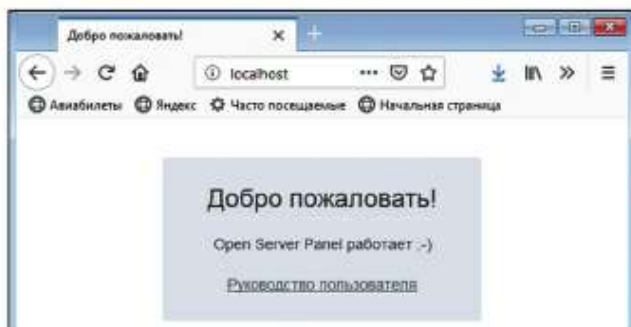 Добро пожаловать!
localhost
Авиабилеты Яндекс Часто посещаемые Начальная страница
Добро пожаловать!
Open Server Panel работает :-)
Руководство пользователя